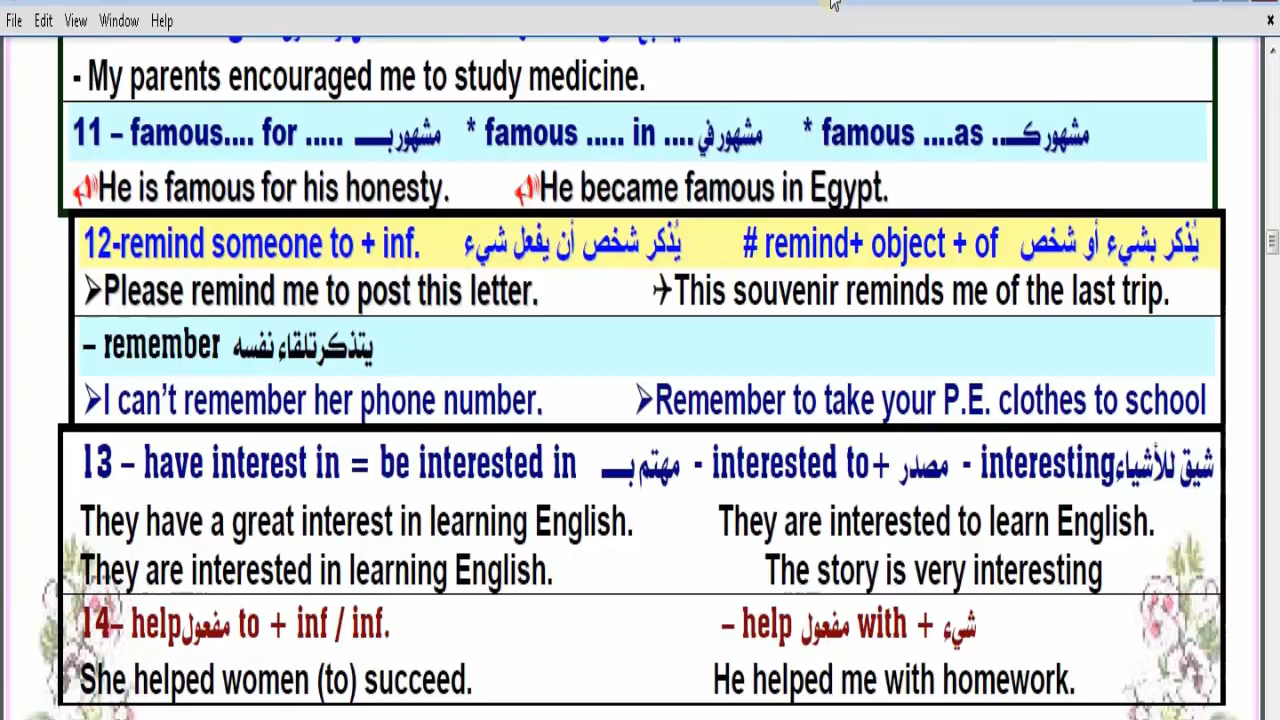 File Edit View Window Help
- My parents encouraged me to study medicine.
11 – famous.... for ..... مشهور بـــــ * famous ..... in .... مشهور في * famous ....as .. مشهور كـــ
He is famous for his honesty. He became famous in Egypt.
12-remind someone to + inf. يُذكر شخص أن يفعل شيء # remind+ object + of يُذكر بشيء أو شخص
➢Please remind me to post this letter. ✈This souvenir reminds me of the last trip.
– remember يتذكر تلقاء نفسه
➢I can't remember her phone number. ➢Remember to take your P.E. clothes to school
13 – have interest in = be interested in مهتم بـــ - interested to+ مصدر - interesting شيق للأشياء
They have a great interest in learning English. They are interested to learn English.
They are interested in learning English. The story is very interesting
14– help مفعول to + inf / inf. – help مفعول with + شيء
She helped women (to) succeed. He helped me with homework.